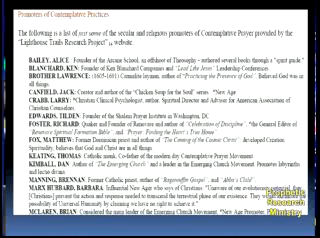 Promoters of Contemplative Practices
The following is a list of just some of the secular and religious promoters of Contemplative Prayer provided by the
"Lighthouse Trails Research Project" website
BAILEY, ALICE Founder of the Arcane School, an offshoot of Theosophy - authored several books through a "spirit guide."
BLANCHARD, KEN: Founder of Ken Blanchard Companies and "Lead Like Jesus" Leadership Conferences
BROTHER LAWRENCE: (1605-1691) Carmelite layman, author of "Practicing the Presence of God". Believed God was in
all things.
CANFIELD, JACK: Creator and author of the "Chicken Soup for the Soul" series *New Age
CRABB, LARRY: *Christian Clinical Psychologist, author, Spiritual Director and Advisor for American Association of
Christian Counselors.
EDWARDS, TILDEN: Founder of the Shalem Prayer Institute in Washington, DC
FOSTER, RICHARD: Quaker and Founder of Renovare and author of "Celebration of Discipline", *the General Editor of
"Renovare Spiritual Formation Bible", and "Prayer: Finding the Heart's True Home"
FOX, MATTHEW: Former Dominican priest and author of "The Coming of the Cosmic Christ" developed Creation
Spirituality; believes that God and Christ are in all things
KEATING, THOMAS: Catholic monk, Co-father of the modern-day Contemplative Prayer Movement
KIMBALL, DAN: Author of "The Emerging Church" and a leader in the Emerging Church Movement. Promotes labyrinths
and lectio divina
MANNING, BRENNAN: Former Catholic priest, author of "Ragamuffin Gospel", and "Abba's Child".
MARX HUBBARD, BARBARA: Influential New Ager who says of Christians: "Unaware of
[Christians] prevent the action and response needed to transcend the terrestrial phase of our existence. They
possibility of Universal Humanity by claiming we have no right to achieve it."
MCLAREN, BRIAN: Considered the main leader of the Emerging Church Movement, *New Age Promoter,
Prophetic
Research
Ministry